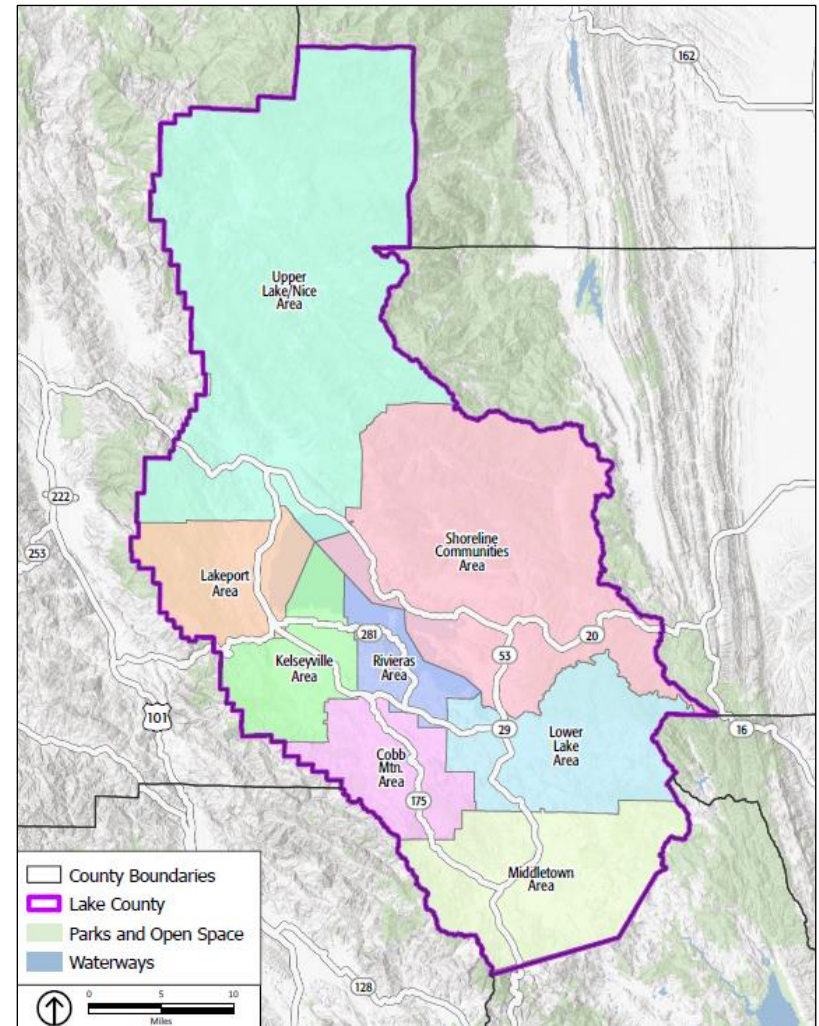 162
Upper
Lake/Nice
Area
222
253
Shoreline
Communities
Area
Lakeport
Area
281
20
53
Kelseyville
Area
Rivieras
Area
101
29
16
Lower
Lake
Area
Cobb
Mtn.
Area
175
Middletown
Area
128
County Boundaries
Lake County
Parks and Open Space
Waterways
0 5 10
Miles